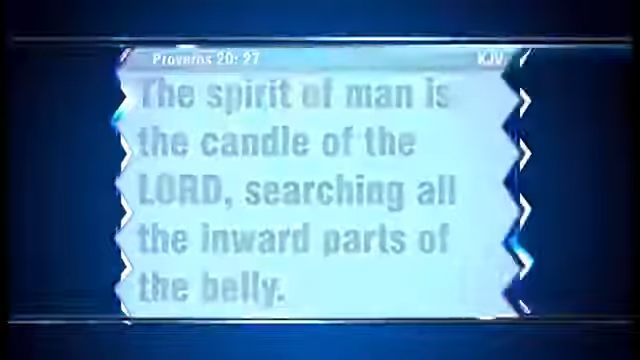 Proverbs 20: 27 KJV
The spirit of man is
the candle of the
LORD, searching all
the inward parts of
the belly.